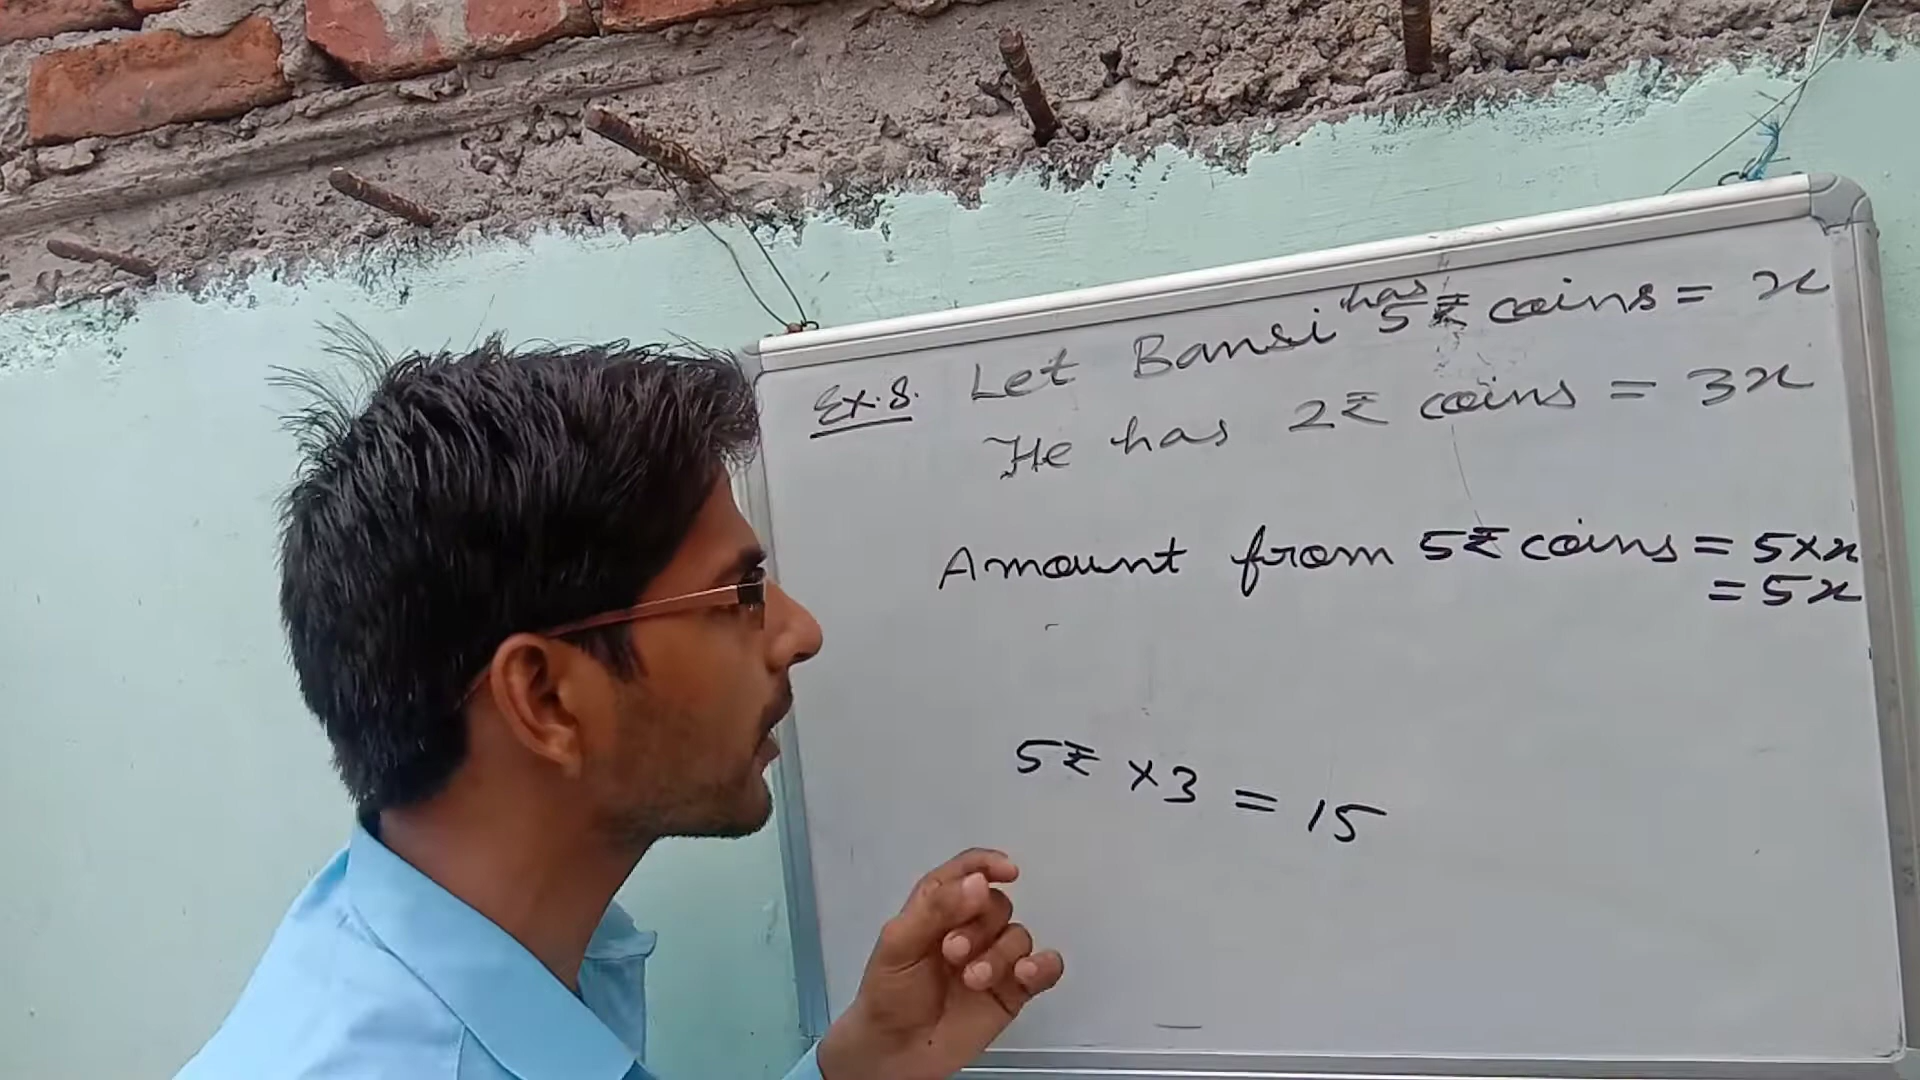 Ex.8. Let Bansi has 5₹ coins = x
He has 2₹ coins = 3x
Amount from 5₹ coins = 5×x
= 5x
5₹ ×3 = 15